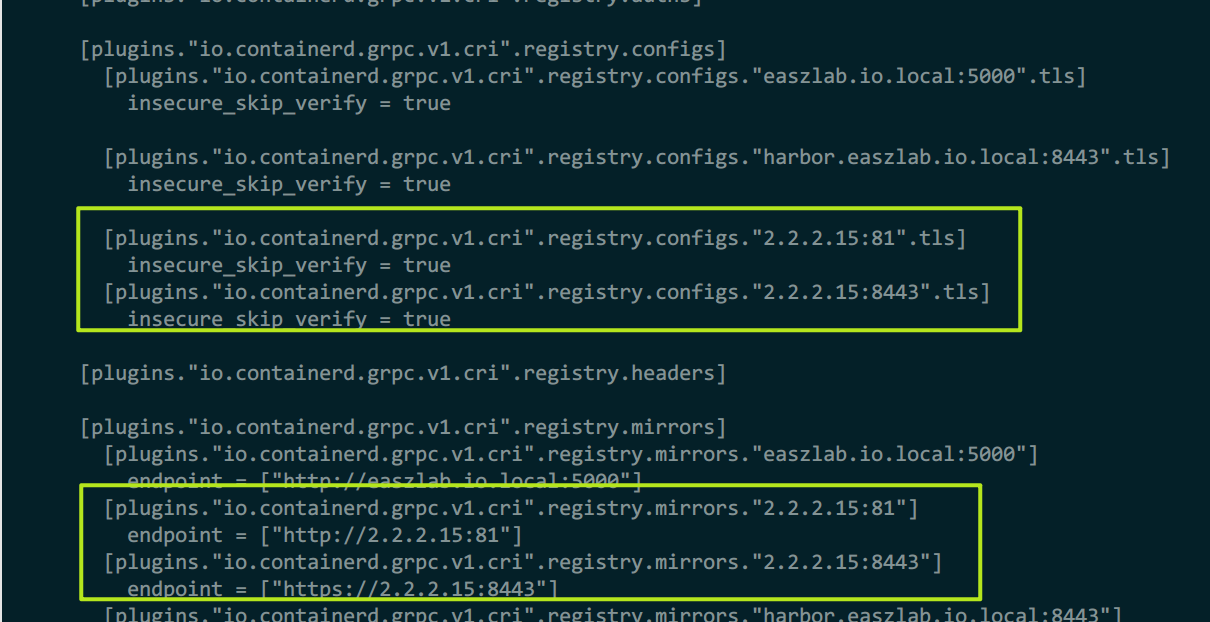 [plugins."io.containerd.grpc.v1.cri".registry.auths]
[plugins."io.containerd.grpc.v1.cri".registry.configs]
[plugins."io.containerd.grpc.v1.cri".registry.configs."easzlab.io.local:5000".tls]
insecure_skip_verify = true
[plugins."io.containerd.grpc.v1.cri".registry.configs."harbor.easzlab.io.local:8443".tls]
insecure_skip_verify = true
[plugins."io.containerd.grpc.v1.cri".registry.configs."2.2.2.15:81".tls]
insecure_skip_verify = true
[plugins."io.containerd.grpc.v1.cri".registry.configs."2.2.2.15:8443".tls]
insecure_skip_verify = true
[plugins."io.containerd.grpc.v1.cri".registry.headers]
[plugins."io.containerd.grpc.v1.cri".registry.mirrors]
[plugins."io.containerd.grpc.v1.cri".registry.mirrors."easzlab.io.local:5000"]
endpoint = ["http://easzlab.io.local:5000"]
[plugins."io.containerd.grpc.v1.cri".registry.mirrors."2.2.2.15:81"]
endpoint = ["http://2.2.2.15:81"]
[plugins."io.containerd.grpc.v1.cri".registry.mirrors."2.2.2.15:8443"]
endpoint = ["https://2.2.2.15:8443"]
[plugins."io.containerd.grpc.v1.cri".registry.mirrors."harbor.easzlab.io.local:8443"]